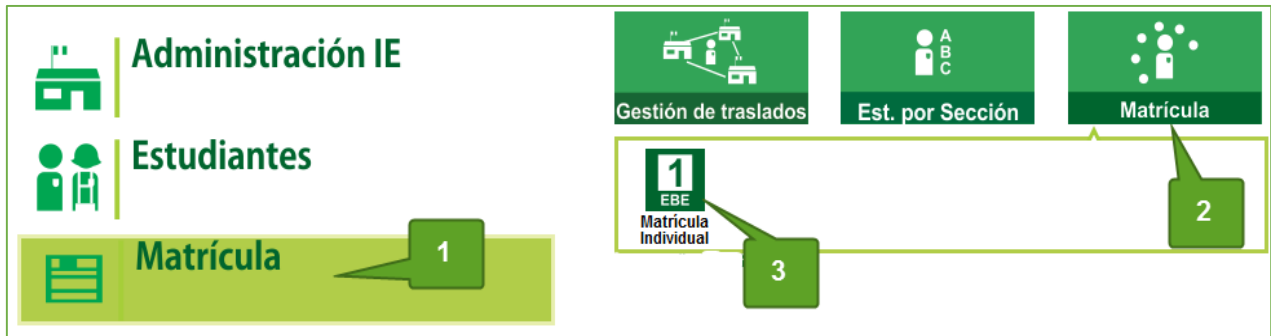 Administración IE
Estudiantes
Matrícula
1
Gestión de traslados
Est. por Sección
A
B
C
Matrícula
2
1
EBE
Matrícula
Individual
3